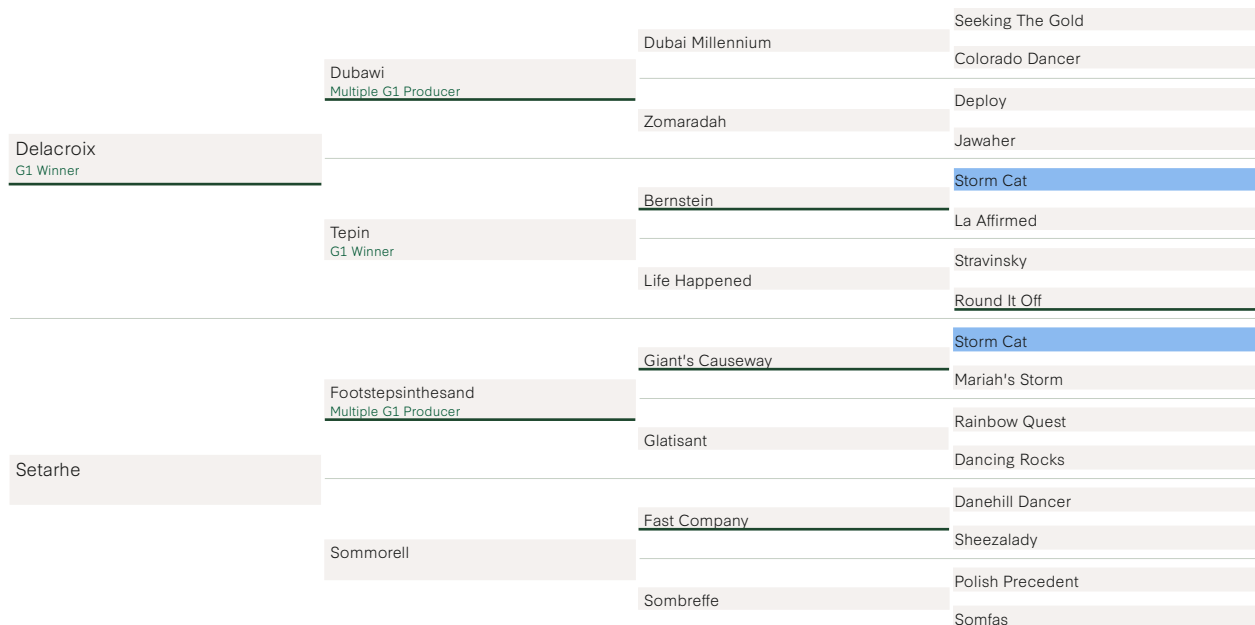 Delacroix
G1 Winner
Setarhe
Dubawi
Multiple G1 Producer
Tepin
G1 Winner
Footstepsinthesand
Multiple G1 Producer
Sommorell
Dubai Millennium
Zomaradah
Bernstein
Life Happened
Giant's Causeway
Glatisant
Fast Company
Sombreffe
Seeking The Gold
Colorado Dancer
Deploy
Jawaher
Storm Cat
La Affirmed
Stravinsky
Round It Off
Storm Cat
Mariah's Storm
Rainbow Quest
Dancing Rocks
Danehill Dancer
Sheezalady
Polish Precedent
Somfas